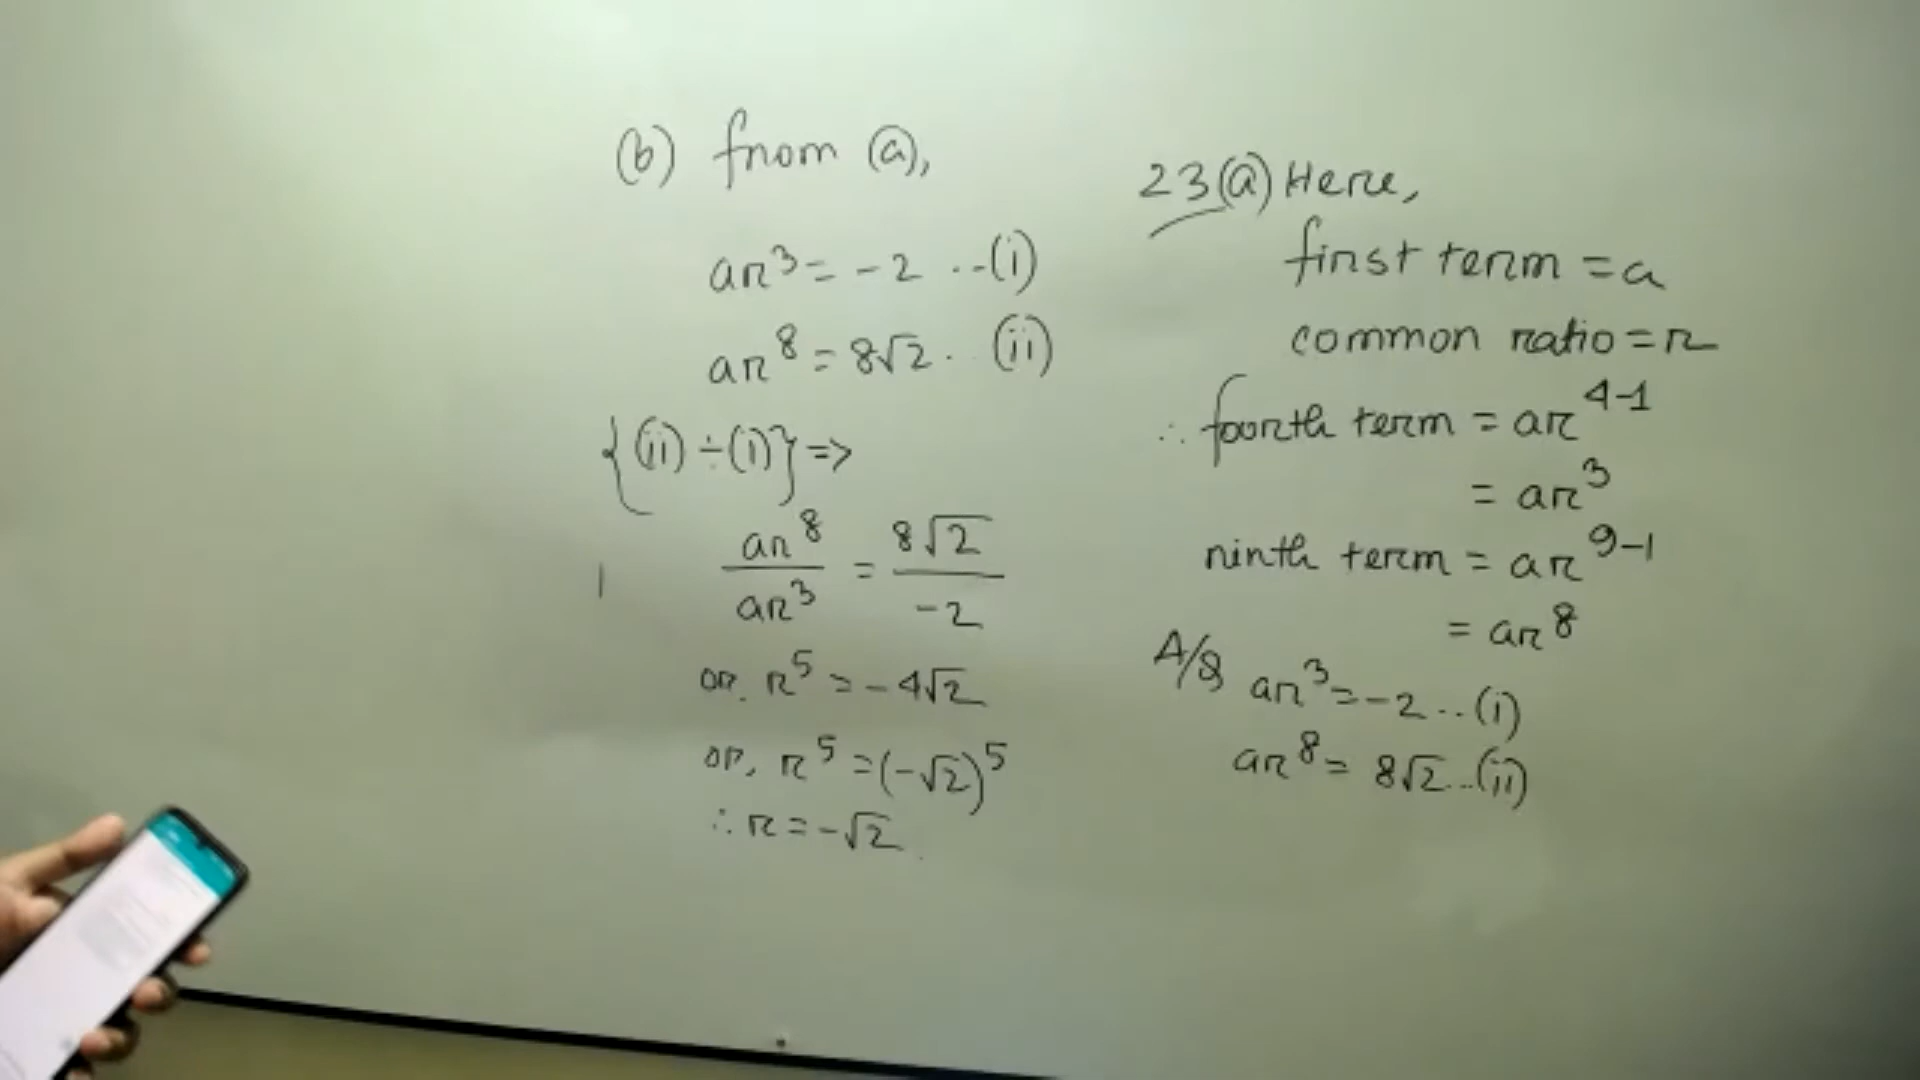 (b) from (a),
ar³ = -2 ...(i)
ar⁸ = 8√2 .. (ii)
{(ii) ÷ (i)} =>
ar⁸/ar³ = 8√2/-2
or, r⁵ = -4√2
or, r⁵ = (-√2)⁵
∴ r = -√2
23(a) Here,
first term = a
common ratio = r
∴ fourth term = ar⁴⁻¹
= ar³
ninth term = ar⁹⁻¹
= ar⁸
A/Q ar³ = -2 ...(i)
ar⁸ = 8√2 ...(ii)